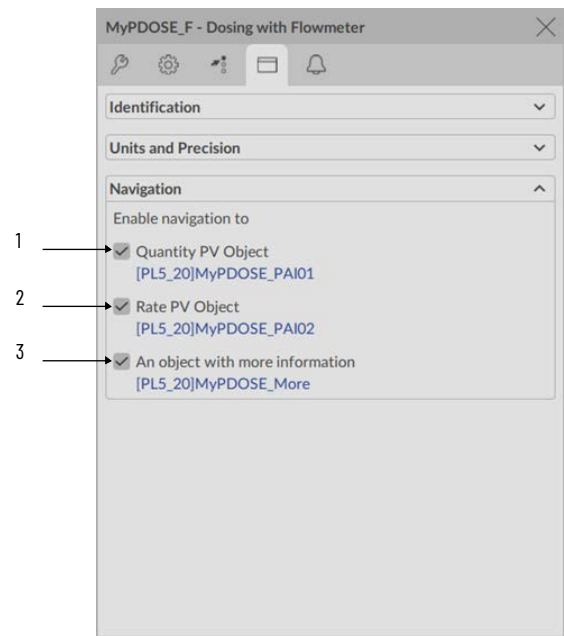 MyPDOSE_F - Dosing with Flowmeter
Identification
Units and Precision
Navigation
Enable navigation to
1
Quantity PV Object
[PL5_20]MyPDOSE_PAI01
2
Rate PV Object
[PL5_20]MyPDOSE_PAI02
3
An object with more information
[PL5_20]MyPDOSE_More